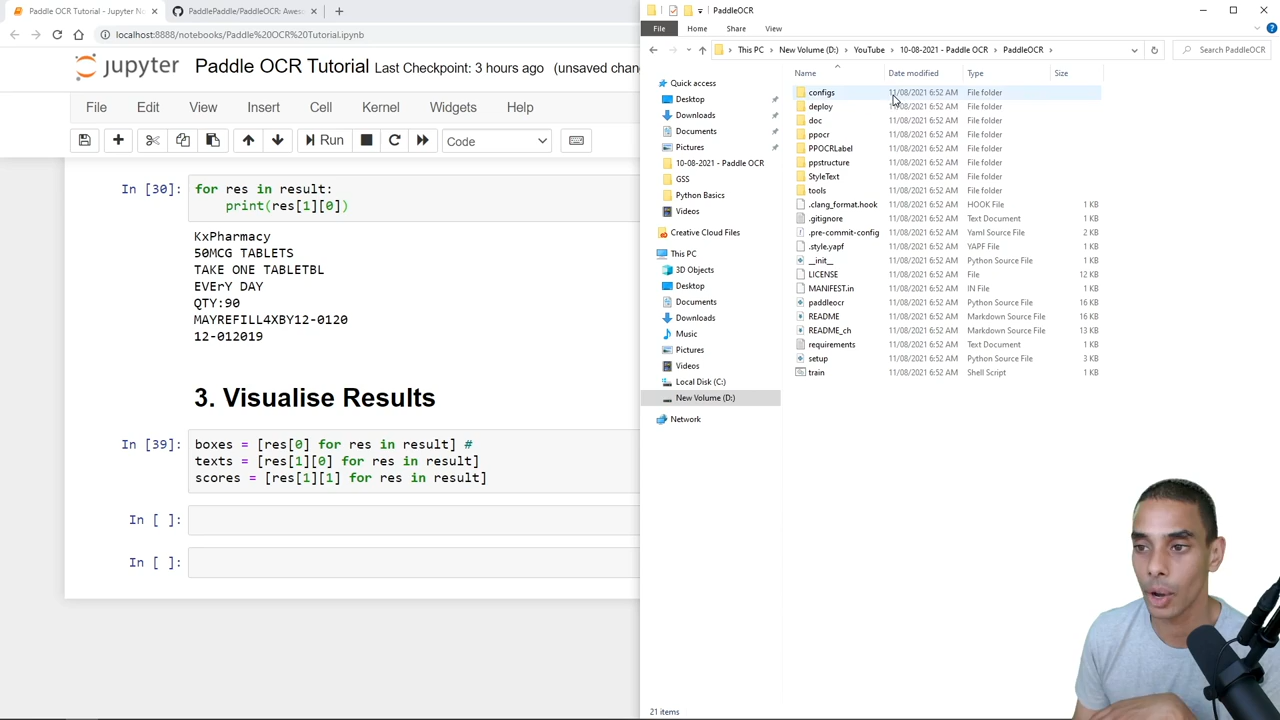 Paddle OCR Tutorial - Jupyter N
PaddlePaddle/PaddleOCR: Awes
localhost:8888/notebooks/Paddle%20OCR%20Tutorial.ipynb
jupyter
Paddle OCR Tutorial Last Checkpoint: 3 hours ago (unsaved chan
File Edit View Insert Cell Kernel Widgets Help
Run
Code
In [30]: for res in result:
print(res[1][0])
KxPharmacy
50MCG TABLETS
TAKE ONE TABLETBL
EVErY DAY
QTY:90
MAYREFILL4XBY12-0120
12-012019
3. Visualise Results
In [39]: boxes = [res[0] for res in result] #
texts = [res[1][0] for res in result]
scores = [res[1][1] for res in result]
In [ ]:
In [ ]:
PaddleOCR
File Home Share View
This PC > New Volume (D:) > YouTube > 10-08-2021 - Paddle OCR > PaddleOCR >
Search PaddleOCR
Quick access
Desktop
Downloads
Documents
Pictures
10-08-2021 - Paddle OCR
GSS
Python Basics
Videos
Creative Cloud Files
This PC
3D Objects
Desktop
Documents
Downloads
Music
Pictures
Videos
Local Disk (C:)
New Volume (D:)
Network
Name Date modified Type Size
configs 11/08/2021 6:52 AM File folder
deploy 11/08/2021 6:52 AM File folder
doc 11/08/2021 6:52 AM File folder
ppocr 11/08/2021 6:52 AM File folder
PPOCRLabel 11/08/2021 6:52 AM File folder
ppstructure 11/08/2021 6:52 AM File folder
StyleText 11/08/2021 6:52 AM File folder
tools 11/08/2021 6:52 AM File folder
.clang_format.hook 11/08/2021 6:52 AM HOOK File 1 KB
.gitignore 11/08/2021 6:52 AM Text Document 1 KB
.pre-commit-config 11/08/2021 6:52 AM Yaml Source File 2 KB
.style.yapf 11/08/2021 6:52 AM YAPF File 1 KB
__init__ 11/08/2021 6:52 AM Python Source File 1 KB
LICENSE 11/08/2021 6:52 AM File 12 KB
MANIFEST.in 11/08/2021 6:52 AM IN File 1 KB
paddleocr 11/08/2021 6:52 AM Python Source File 16 KB
README 11/08/2021 6:52 AM Markdown Source File 16 KB
README_ch 11/08/2021 6:52 AM Markdown Source File 13 KB
requirements 11/08/2021 6:52 AM Text Document 1 KB
setup 11/08/2021 6:52 AM Python Source File 3 KB
train 11/08/2021 6:52 AM Shell Script 1 KB
21 items